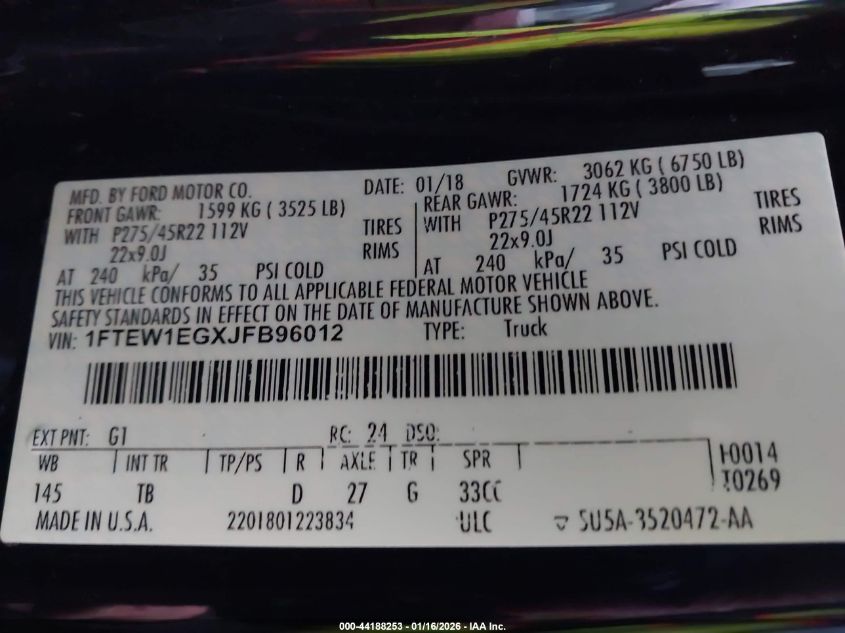 MFD. BY FORD MOTOR CO. DATE: 01/18 GVWR: 3062 KG ( 6750 LB)
FRONT GAWR: 1599 KG ( 3525 LB) REAR GAWR: 1724 KG ( 3800 LB)
WITH P275/45R22 112V TIRES WITH P275/45R22 112V TIRES
22x9.0J RIMS 22x9.0J RIMS
AT 240 kPa/ 35 PSI COLD AT 240 kPa/ 35 PSI COLD
THIS VEHICLE CONFORMS TO ALL APPLICABLE FEDERAL MOTOR VEHICLE
SAFETY STANDARDS IN EFFECT ON THE DATE OF MANUFACTURE SHOWN ABOVE.
VIN: 1FTEW1EGXJFB96012 TYPE: Truck
EXT PNT: G1 RC: 24 DSO:
WB INT TR TP/PS R AXLE TR SPR
145 TB D 27 G
MADE IN U.S.A. 2201801223834 ULC SU5A-3520472-AA
000-44188253 - 01/16/2026 - IAA Inc.